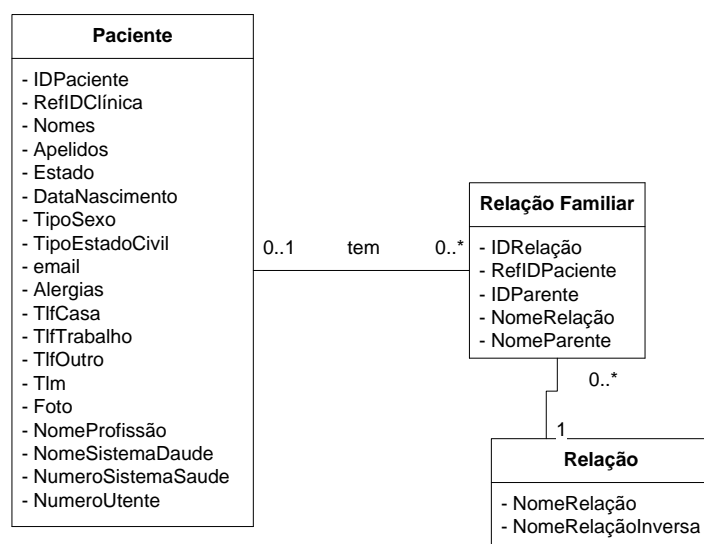 Paciente
- IDPaciente
- RefIDClínica
- Nomes
- Apelidos
- Estado
- DataNascimento
- TipoSexo
- TipoEstadoCivil
- email
- Alergias
- TlfCasa
- TlfTrabalho
- TlfOutro
- Tlm
- Foto
- NomeProfissão
- NomeSistemaDaude
- NumeroSistemaSaude
- NumeroUtente
0..1 tem 0..*
Relação Familiar
- IDRelação
- RefIDPaciente
- IDParente
- NomeRelação
- NomeParente
0..*
1
Relação
- NomeRelação
- NomeRelaçãoInversa